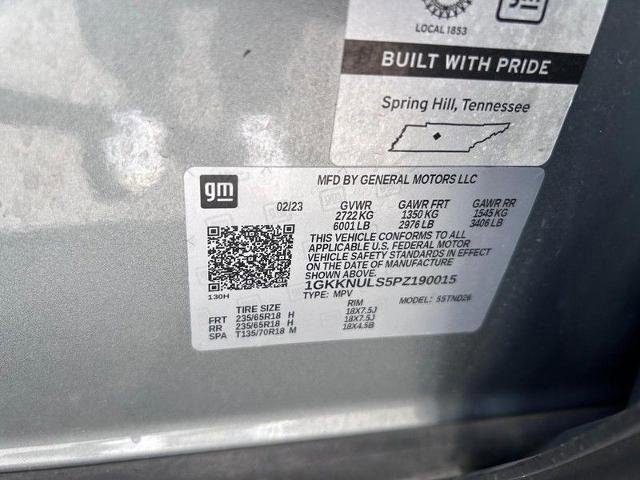 LOCAL 1853
gm
BUILT WITH PRIDE
Spring Hill, Tennessee
gm
MFD BY GENERAL MOTORS LLC
02/23 GVWR GAWR FRT GAWR RR
2722 KG 1350 KG 1545 KG
6001 LB 2976 LB 3406 LB
THIS VEHICLE CONFORMS TO ALL
APPLICABLE U.S. FEDERAL MOTOR
VEHICLE SAFETY STANDARDS IN EFFECT
ON THE DATE OF MANUFACTURE
SHOWN ABOVE.
1GKKNULS5PZ190015
130H
TYPE: MPV MODEL: 5STND26
TIRE SIZE RIM
FRT 235/65R18 H 18X7.5J
RR 235/65R18 H 18X7.5J
SPA T135/70R18 M 18X4.5B